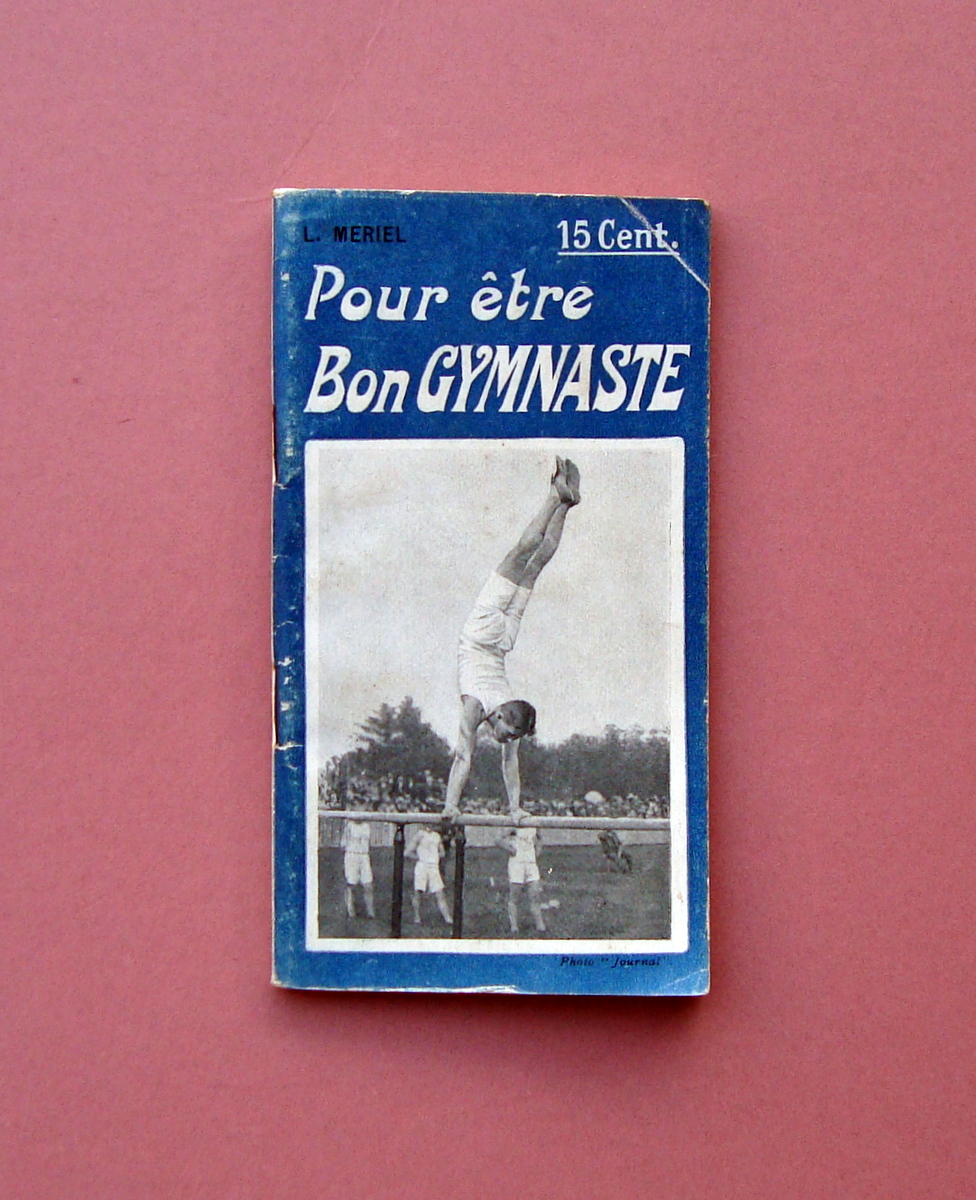 L. MERIEL
15 Cent.
Pour être
Bon GYMNASTE
Photo "Journal"